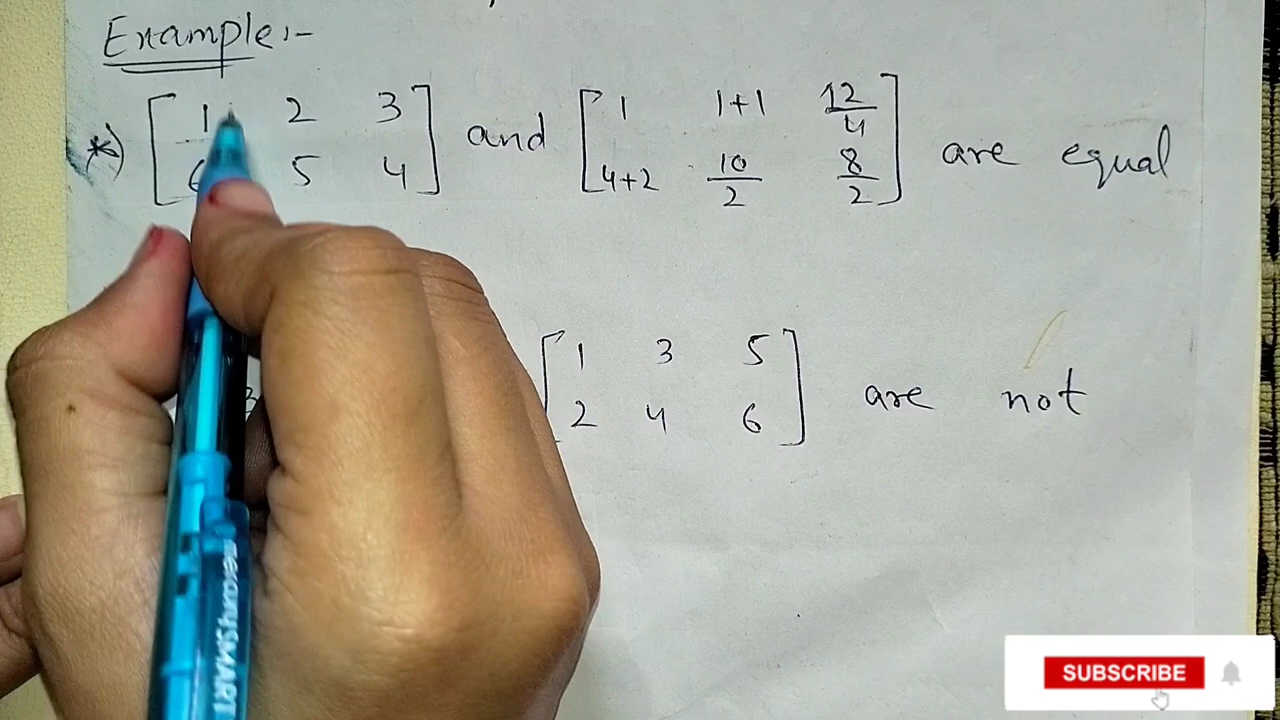 Example:-
*) [ 1 2 3 ] and [ 1 1+1 12/4 ] are equal
[ 6 5 4 ] [ 4+2 10/2 8/2 ]
[ 1 3 5 ] are not
[ 2 4 6 ]
SMART
SUBSCRIBE